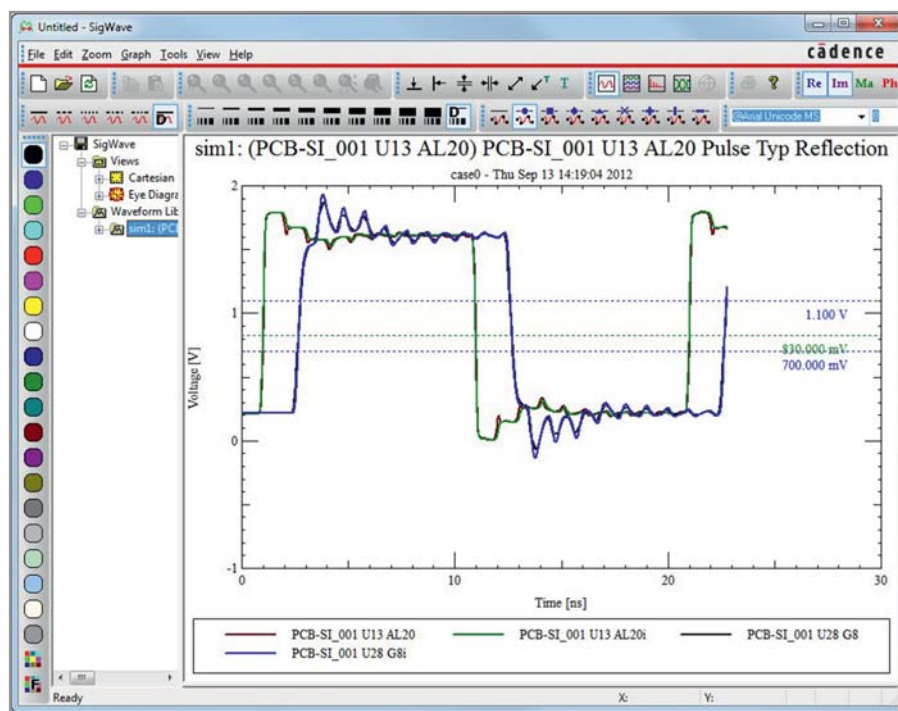 Untitled - SigWave
File Edit Zoom Graph Tools View Help
cādence
T T
?
Re Im Ma Ph
D
D
@Arial Unicode MS
SigWave
Views
Cartesian
Eye Diagra
Waveform Lib
sim1: (PCB
sim1: (PCB-SI_001 U13 AL20) PCB-SI_001 U13 AL20 Pulse Typ Reflection
case0 - Thu Sep 13 14:19:04 2012
2
1
0
-1
Voltage [V]
1.100 V
830.000 mV
700.000 mV
0 10 20 30
Time [ns]
PCB-SI_001 U13 AL20
PCB-SI_001 U13 AL20i
PCB-SI_001 U28 G8
PCB-SI_001 U28 G8i
F
Ready
X:
Y: